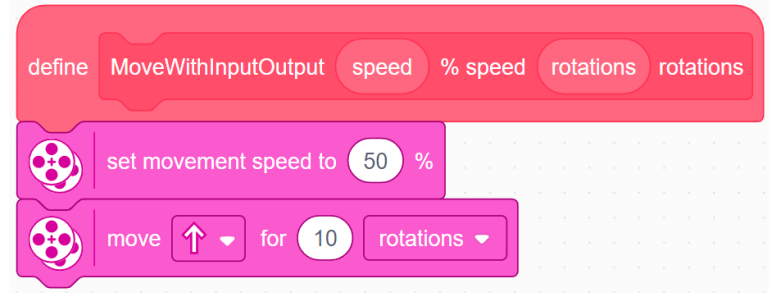 define MoveWithInputOutput speed % speed rotations rotations
set movement speed to 50 %
move for 10 rotations